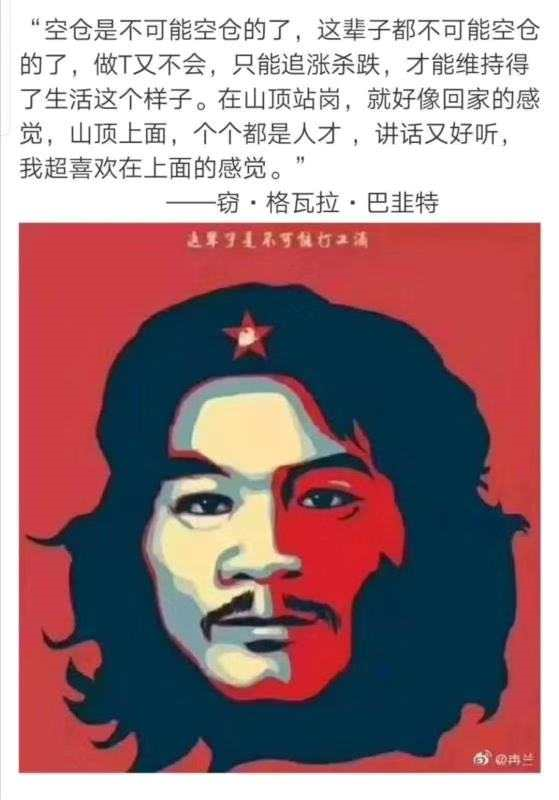 “空仓是不可能空仓的了，这辈子都不可能空仓
的了，做T又不会，只能追涨杀跌，才能维持得
了生活这个样子。在山顶站岗，就好像回家的感
觉，山顶上面，个个都是人才 ，讲话又好听，
我超喜欢在上面的感觉。”
——窃·格瓦拉·巴韭特
这辈子是不可能打工滴
@冉兰